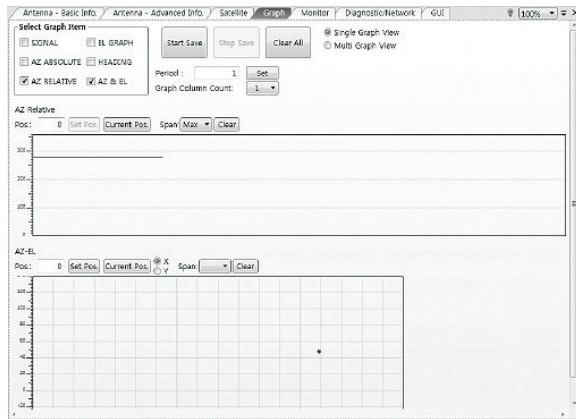 Antenna - Basic Info. Antenna - Advanced Info. Satellite Graph Monitor Diagnostic/Network GUI 100%
Select Graph Item
SIGNAL EL GRAPH
AZ ABSOLUTE HEADING
AZ RELATIVE AZ & EL
Start Save Stop Save Clear All
Single Graph View
Multi Graph View
Period : 1 Set
Graph Column Count: 1
AZ Relative
Pos.: 0 Set Pos. Current Pos. Span: Max Clear
AZ-EL
Pos.: 0 Set Pos. Current Pos. X Y Span: Clear